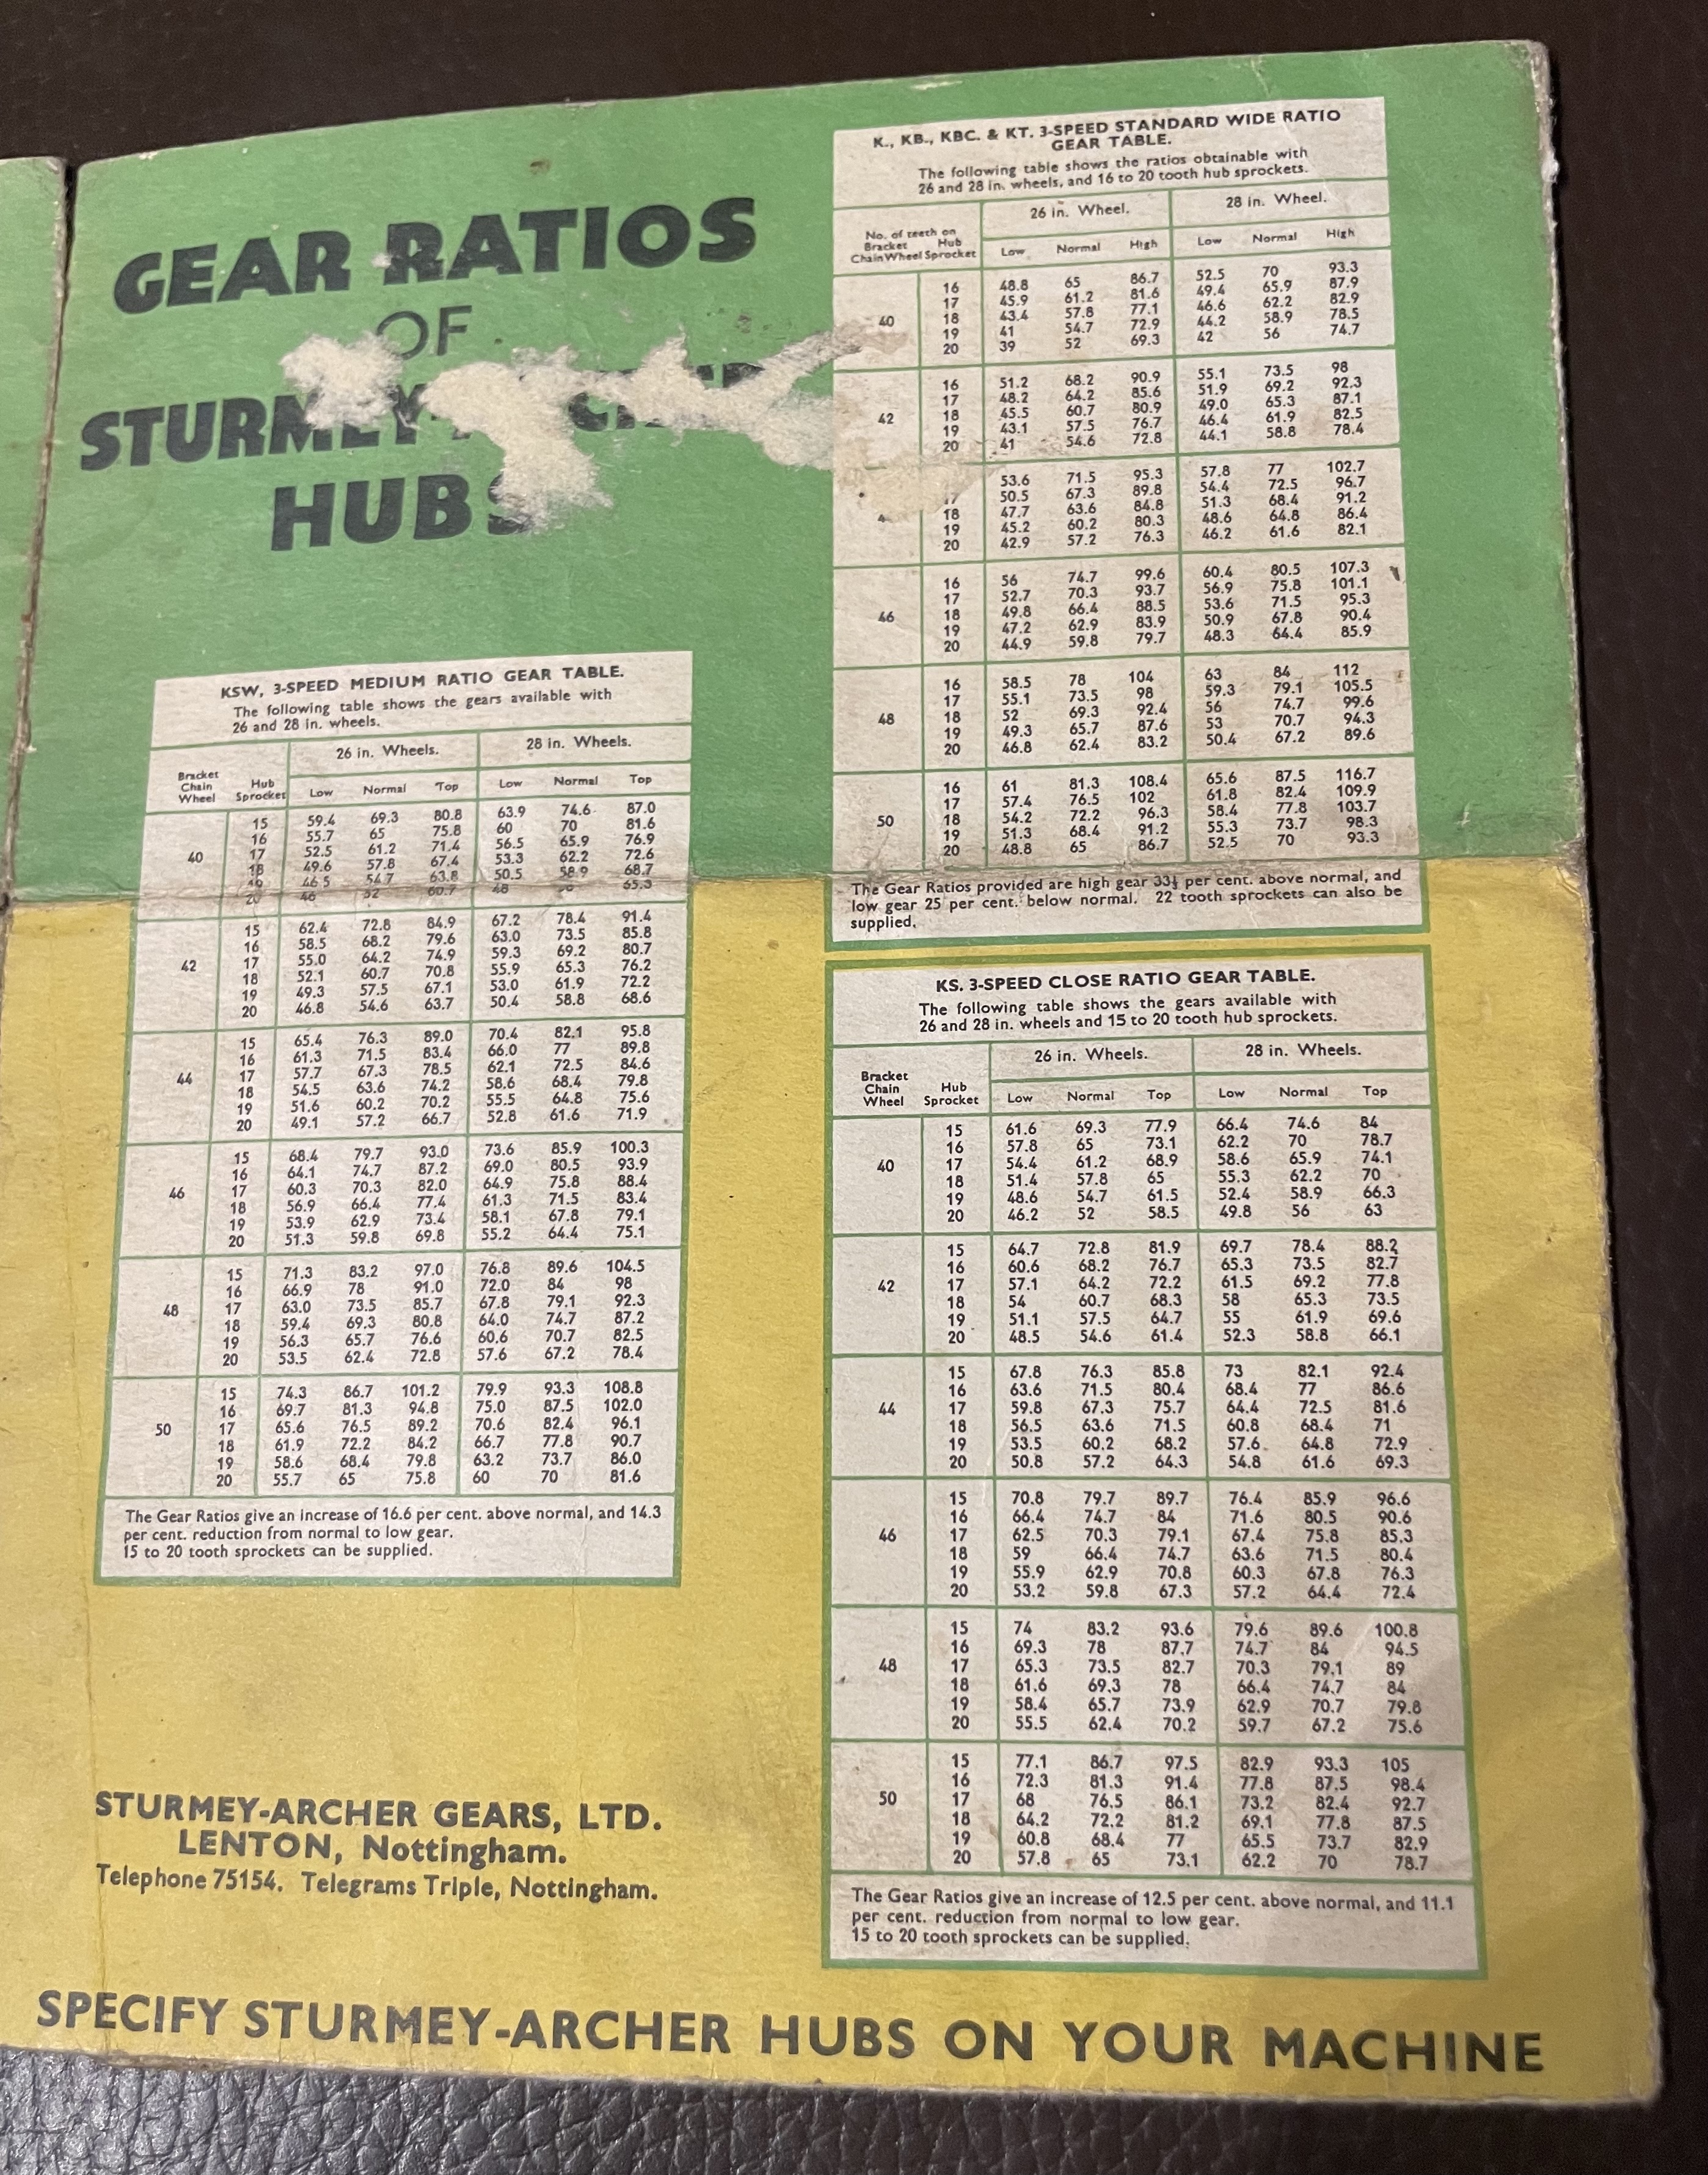 GEAR RATIOS
OF
STURMEY-ARCHER
HUBS
KSW, 3-SPEED MEDIUM RATIO GEAR TABLE.
The following table shows the gears available with
26 and 28 in. wheels.
26 in. Wheels. 28 in. Wheels.
Bracket Chain Wheel Hub Sprocket Low Normal Top Low Normal Top
40
15 59.4 69.3 80.8 63.9 74.6 87.0
16 55.7 65 75.8 60 70 81.6
17 52.5 61.2 71.4 56.5 65.9 76.9
18 49.6 57.8 67.4 53.3 62.2 72.6
19 46.5 54.7 63.8 50.5 58.9 68.7
20 46 52 60.7 48 65.3
42
15 62.4 72.8 84.9 67.2 78.4 91.4
16 58.5 68.2 79.6 63.0 73.5 85.8
17 55.0 64.2 74.9 59.3 69.2 80.7
18 52.1 60.7 70.8 55.9 65.3 76.2
19 49.3 57.5 67.1 53.0 61.9 72.2
20 46.8 54.6 63.7 50.4 58.8 68.6
44
15 65.4 76.3 89.0 70.4 82.1 95.8
16 61.3 71.5 83.4 66.0 77 89.8
17 57.7 67.3 78.5 62.1 72.5 84.6
18 54.5 63.6 74.2 58.6 68.4 79.8
19 51.6 60.2 70.2 55.5 64.8 75.6
20 49.1 57.2 66.7 52.8 61.6 71.9
46
15 68.4 79.7 93.0 73.6 85.9 100.3
16 64.1 74.7 87.2 69.0 80.5 93.9
17 60.3 70.3 82.0 64.9 75.8 88.4
18 56.9 66.4 77.4 61.3 71.5 83.4
19 53.9 62.9 73.4 58.1 67.8 79.1
20 51.3 59.8 69.8 55.2 64.4 75.1
48
15 71.3 83.2 97.0 76.8 89.6 104.5
16 66.9 78 91.0 72.0 84 98
17 63.0 73.5 85.7 67.8 79.1 92.3
18 59.4 69.3 80.8 64.0 74.7 87.2
19 56.3 65.7 76.6 60.6 70.7 82.5
20 53.5 62.4 72.8 57.6 67.2 78.4
50
15 74.3 86.7 101.2 79.9 93.3 108.8
16 69.7 81.3 94.8 75.0 87.5 102.0
17 65.6 76.5 89.2 70.6 82.4 96.1
18 61.9 72.2 84.2 66.7 77.8 90.7
19 58.6 68.4 79.8 63.2 73.7 86.0
20 55.7 65 75.8 60 70 81.6
The Gear Ratios give an increase of 16.6 per cent. above normal, and 14.3
per cent. reduction from normal to low gear.
15 to 20 tooth sprockets can be supplied.
STURMEY-ARCHER GEARS, LTD.
LENTON, Nottingham.
Telephone 75154. Telegrams Triple, Nottingham.
K., KB., KBC. & KT. 3-SPEED STANDARD WIDE RATIO
GEAR TABLE.
The following table shows the ratios obtainable with
26 and 28 in. wheels, and 16 to 20 tooth hub sprockets.
26 in. Wheel. 28 in. Wheel.
No. of teeth on
Bracket Hub
Chain Wheel Sprocket Low Normal High Low Normal High
40
16 48.8 65 86.7 52.5 70 93.3
17 45.9 61.2 81.6 49.4 65.9 87.9
18 43.4 57.8 77.1 46.6 62.2 82.9
19 41 54.7 72.9 44.2 58.9 78.5
20 39 52 69.3 42 56 74.7
42
16 51.2 68.2 90.9 55.1 73.5 98
17 48.2 64.2 85.6 51.9 69.2 92.3
18 45.5 60.7 80.9 49.0 65.3 87.1
19 43.1 57.5 76.7 46.4 61.9 82.5
20 41 54.6 72.8 44.1 58.8 78.4
53.6 71.5 95.3 57.8 77 102.7
17 50.5 67.3 89.8 54.4 72.5 96.7
18 47.7 63.6 84.8 51.3 68.4 91.2
19 45.2 60.2 80.3 48.6 64.8 86.4
20 42.9 57.2 76.3 46.2 61.6 82.1
46
16 56 74.7 99.6 60.4 80.5 107.3
17 52.7 70.3 93.7 56.9 75.8 101.1
18 49.8 66.4 88.5 53.6 71.5 95.3
19 47.2 62.9 83.9 50.9 67.8 90.4
20 44.9 59.8 79.7 48.3 64.4 85.9
48
16 58.5 78 104 63 84 112
17 55.1 73.5 98 59.3 79.1 105.5
18 52 69.3 92.4 56 74.7 99.6
19 49.3 65.7 87.6 53 70.7 94.3
20 46.8 62.4 83.2 50.4 67.2 89.6
50
16 61 81.3 108.4 65.6 87.5 116.7
17 57.4 76.5 102 61.8 82.4 109.9
18 54.2 72.2 96.3 58.4 77.8 103.7
19 51.3 68.4 91.2 55.3 73.7 98.3
20 48.8 65 86.7 52.5 70 93.3
The Gear Ratios provided are high gear 33⅓ per cent. above normal, and
low gear 25 per cent. below normal. 22 tooth sprockets can also be
supplied.
KS. 3-SPEED CLOSE RATIO GEAR TABLE.
The following table shows the gears available with
26 and 28 in. wheels and 15 to 20 tooth hub sprockets.
26 in. Wheels. 28 in. Wheels.
Bracket Chain Wheel Hub Sprocket Low Normal Top Low Normal Top
40
15 61.6 69.3 77.9 66.4 74.6 84
16 57.8 65 73.1 62.2 70 78.7
17 54.4 61.2 68.9 58.6 65.9 74.1
18 51.4 57.8 65 55.3 62.2 70
19 48.6 54.7 61.5 52.4 58.9 66.3
20 46.2 52 58.5 49.8 56 63
42
15 64.7 72.8 81.9 69.7 78.4 88.2
16 60.6 68.2 76.7 65.3 73.5 82.7
17 57.1 64.2 72.2 61.5 69.2 77.8
18 54 60.7 68.3 58 65.3 73.5
19 51.1 57.5 64.7 55 61.9 69.6
20 48.5 54.6 61.4 52.3 58.8 66.1
44
15 67.8 76.3 85.8 73 82.1 92.4
16 63.6 71.5 80.4 68.4 77 86.6
17 59.8 67.3 75.7 64.4 72.5 81.6
18 56.5 63.6 71.5 60.8 68.4 71
19 53.5 60.2 68.2 57.6 64.8 72.9
20 50.8 57.2 64.3 54.8 61.6 69.3
46
15 70.8 79.7 89.7 76.4 85.9 96.6
16 66.4 74.7 84 71.6 80.5 90.6
17 62.5 70.3 79.1 67.4 75.8 85.3
18 59 66.4 74.7 63.6 71.5 80.4
19 55.9 62.9 70.8 60.3 67.8 76.3
20 53.2 59.8 67.3 57.2 64.4 72.4
48
15 74 83.2 93.6 79.6 89.6 100.8
16 69.3 78 87.7 74.7 84 94.5
17 65.3 73.5 82.7 70.3 79.1 89
18 61.6 69.3 78 66.4 74.7 84
19 58.4 65.7 73.9 62.9 70.7 79.8
20 55.5 62.4 70.2 59.7 67.2 75.6
50
15 77.1 86.7 97.5 82.9 93.3 105
16 72.3 81.3 91.4 77.8 87.5 98.4
17 68 76.5 86.1 73.2 82.4 92.7
18 64.2 72.2 81.2 69.1 77.8 87.5
19 60.8 68.4 77 65.5 73.7 82.9
20 57.8 65 73.1 62.2 70 78.7
The Gear Ratios give an increase of 12.5 per cent. above normal, and 11.1
per cent. reduction from normal to low gear.
15 to 20 tooth sprockets can be supplied.
SPECIFY STURMEY-ARCHER HUBS ON YOUR MACHINE